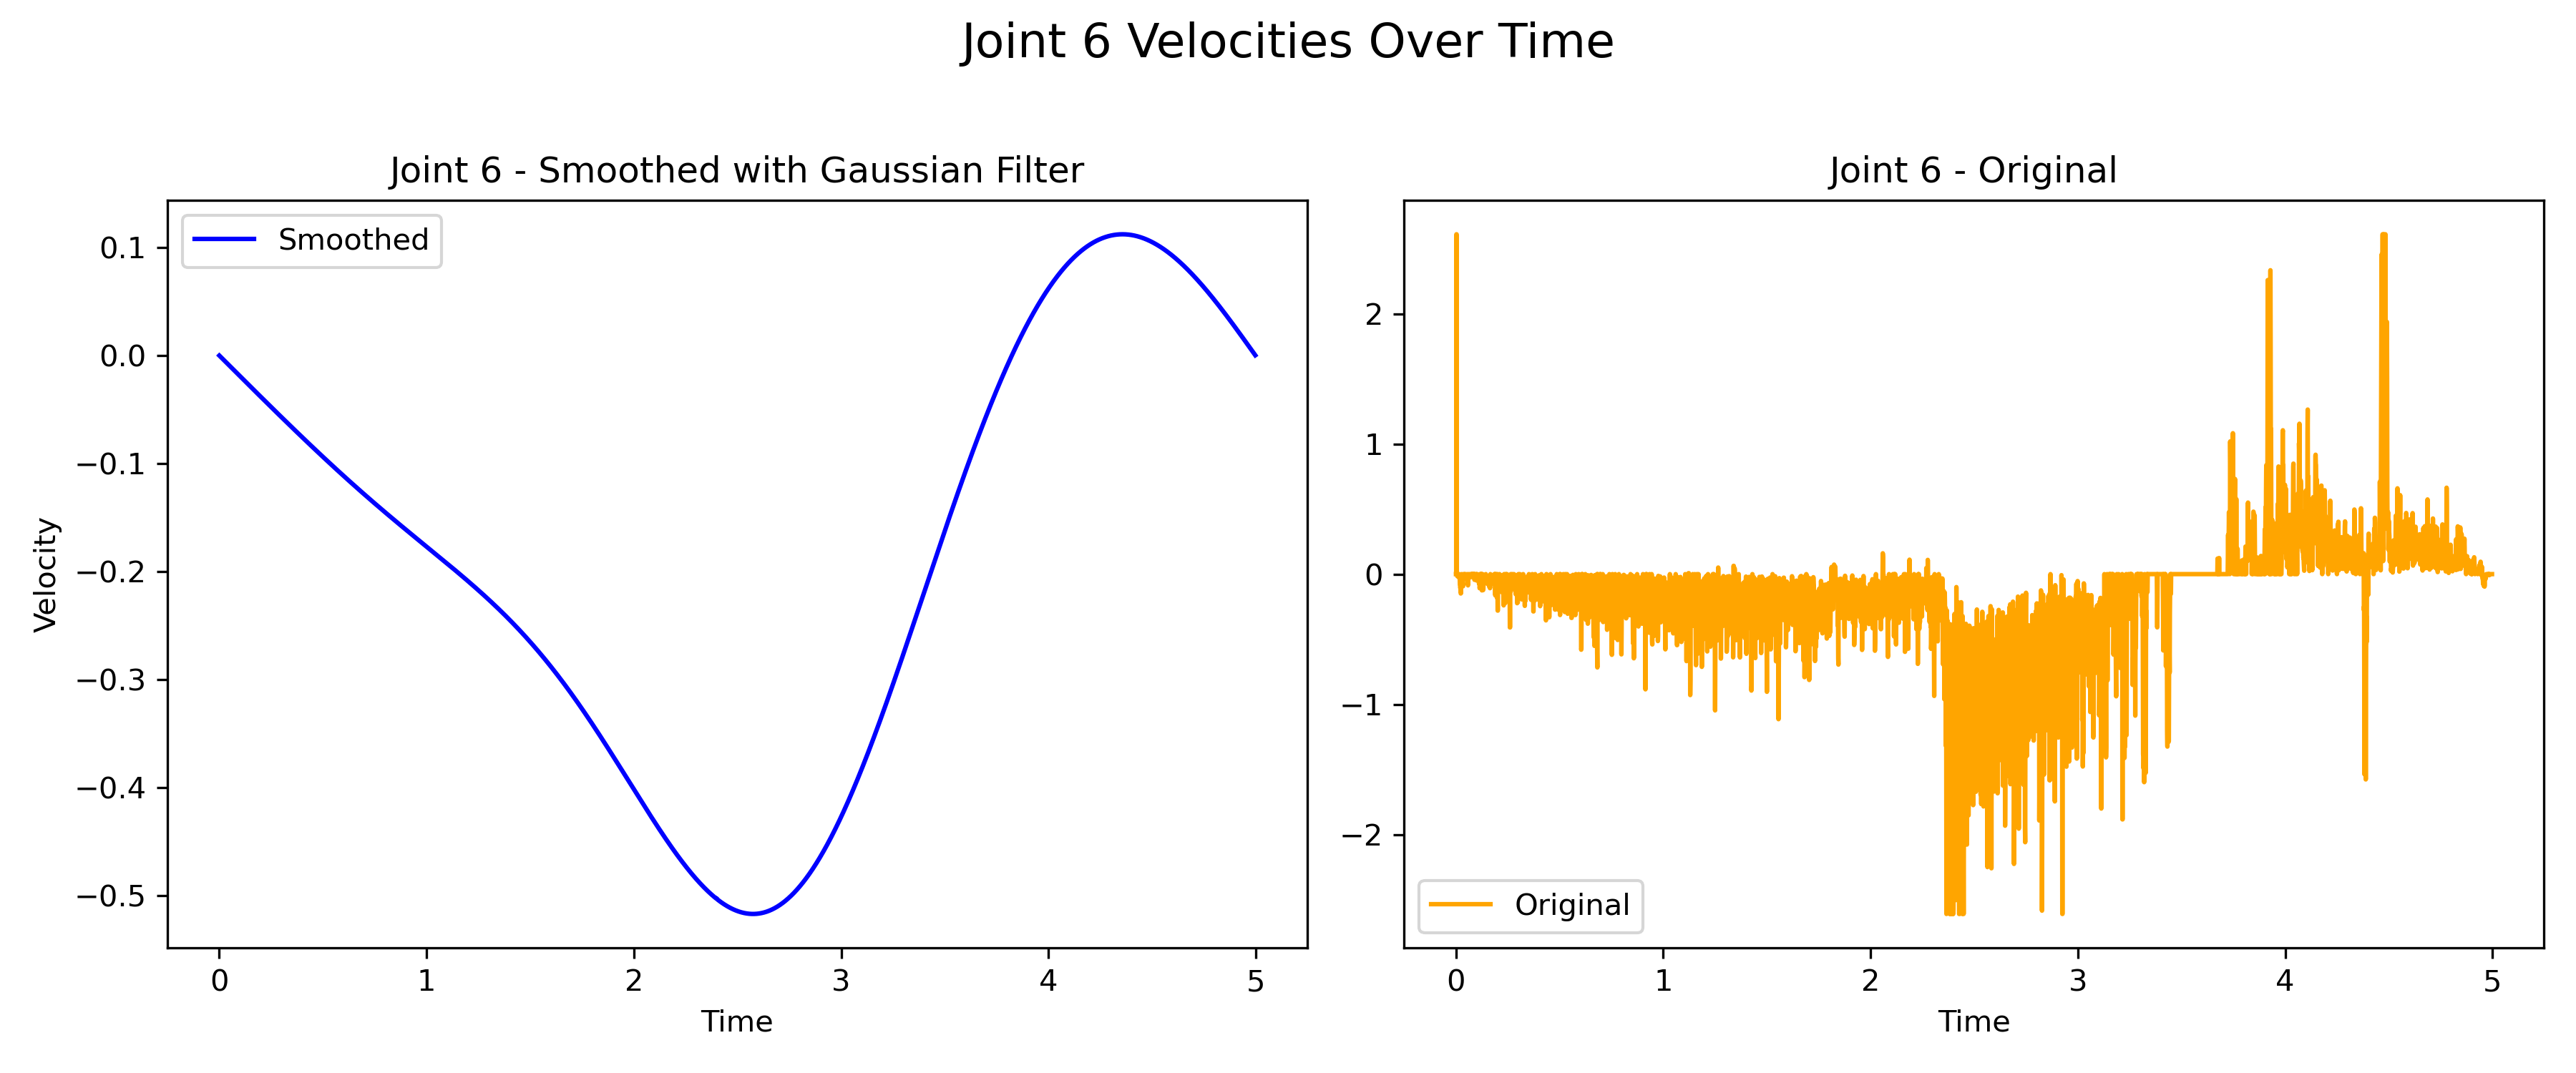 Joint 6 Velocities Over Time
Joint 6 - Smoothed with Gaussian Filter
Smoothed
0.1
0.0
−0.1
−0.2
−0.3
−0.4
−0.5
Velocity
0 1 2 3 4 5
Time
Joint 6 - Original
2
1
0
−1
−2
Original
0 1 2 3 4 5
Time